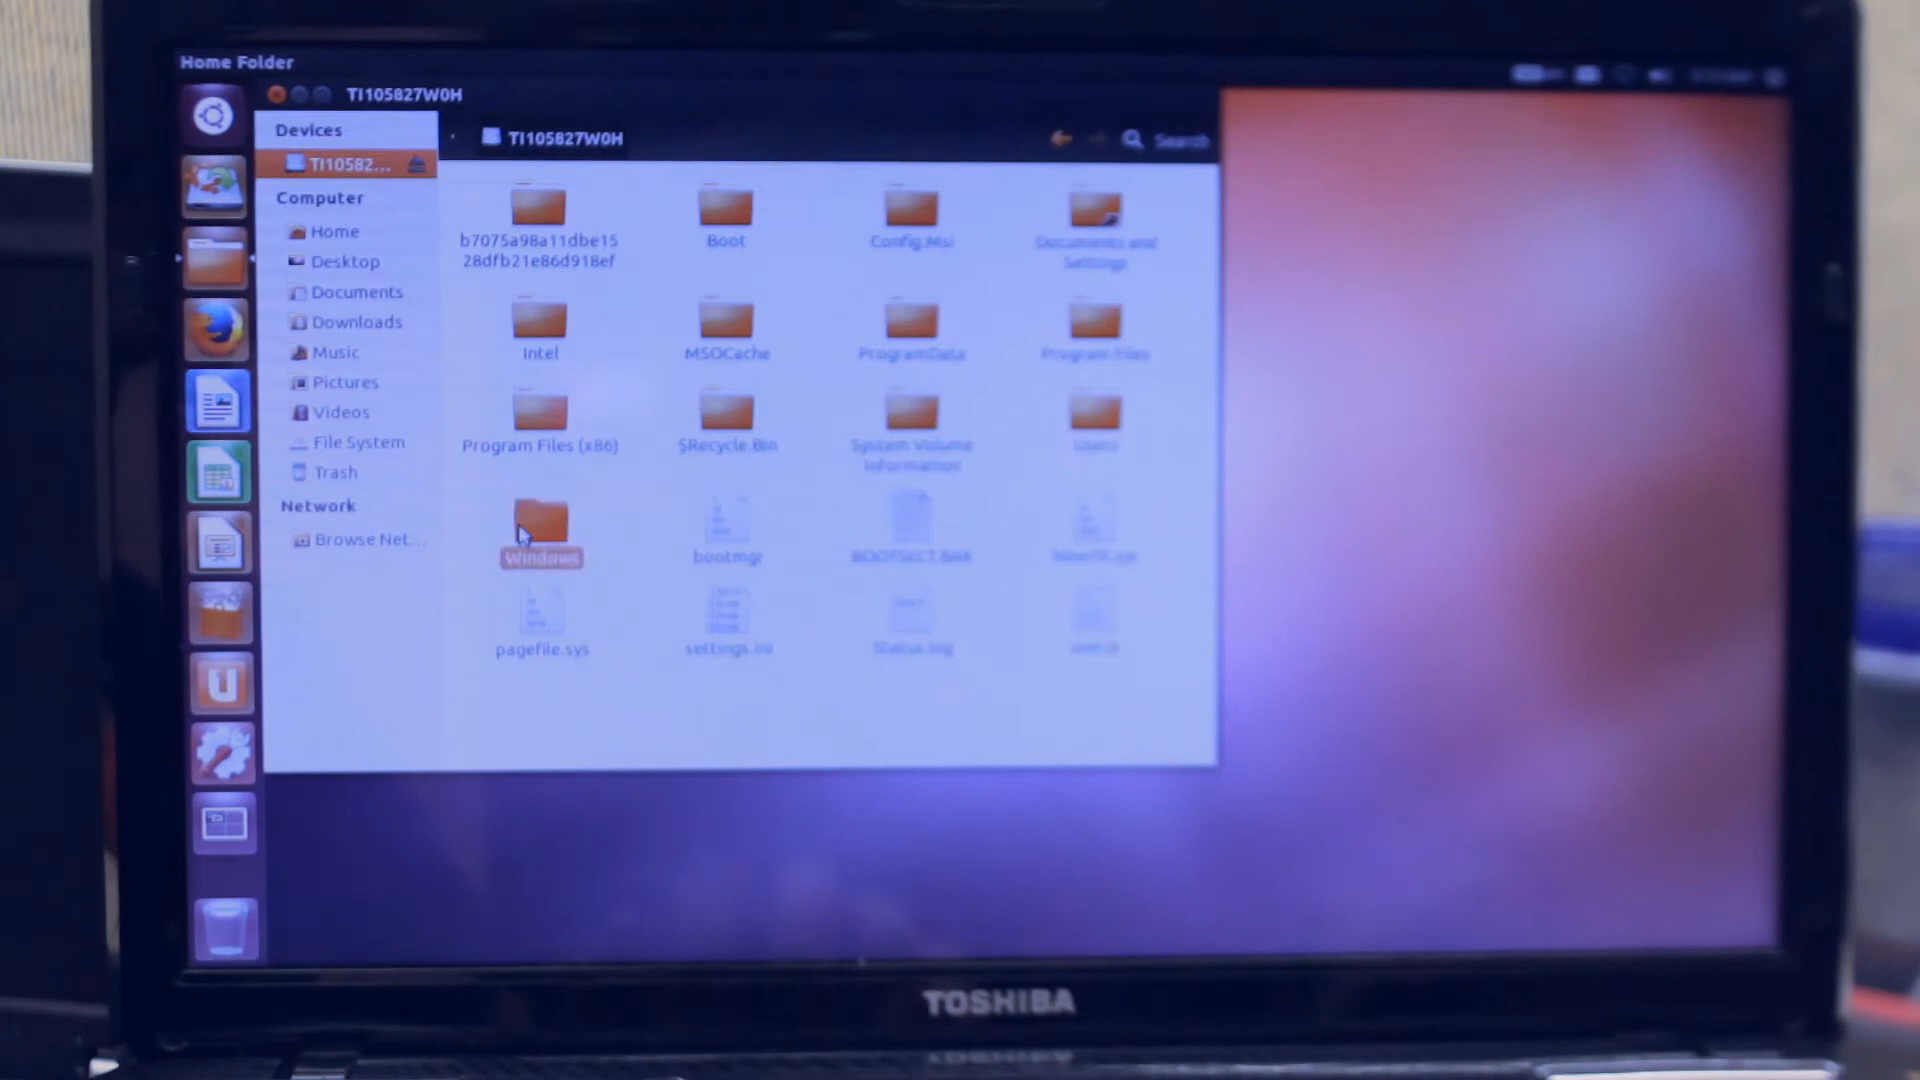 Home Folder
TI105827W0H
Devices
TI105827W0H
Search
TI10582...
Computer
Home
Desktop
Documents
Downloads
Music
Pictures
Videos
File System
Trash
Network
Browse Net...
b7075a98a11dbe15
28dfb21e86d918ef
Boot
Config.Msi
Documents and
Settings
Intel
MSOCache
ProgramData
Program Files
Program Files (x86)
$Recycle.Bin
System Volume
Information
Windows
bootmgr
BOOTSECT.BAK
pagefile.sys
settings.ini
Status.log
TOSHIBA